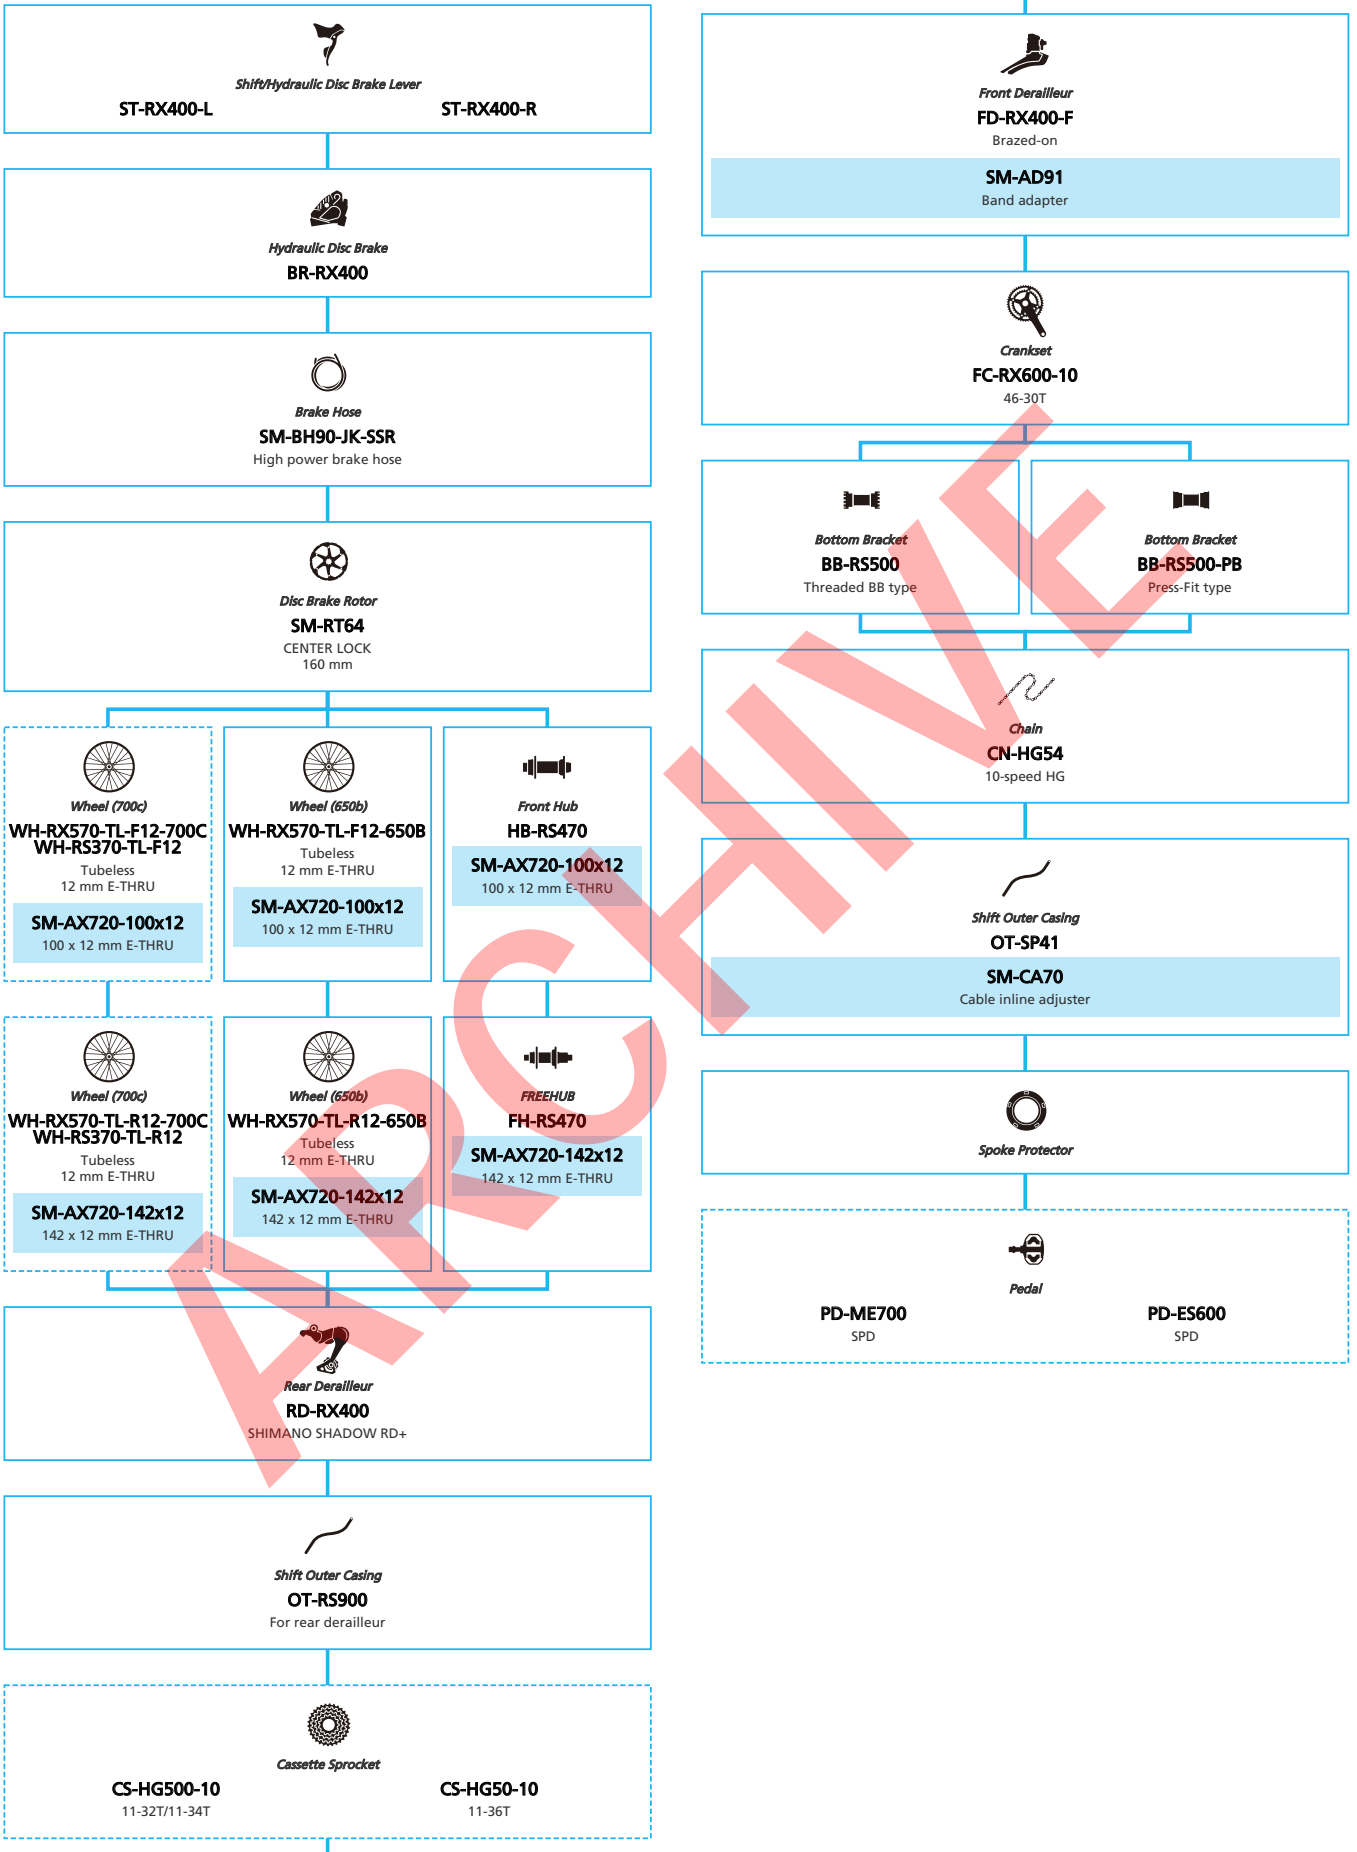 Shift/Hydraulic Disc Brake Lever
ST-RX400-L
ST-RX400-R
Hydraulic Disc Brake
BR-RX400
Brake Hose
SM-BH90-JK-SSR
High power brake hose
Disc Brake Rotor
SM-RT64
CENTER LOCK
160 mm
Wheel (700c)
WH-RX570-TL-F12-700C
WH-RS370-TL-F12
Tubeless
12 mm E-THRU
SM-AX720-100x12
100 x 12 mm E-THRU
Wheel (650b)
WH-RX570-TL-F12-650B
Tubeless
12 mm E-THRU
SM-AX720-100x12
100 x 12 mm E-THRU
Front Hub
HB-RS470
SM-AX720-100x12
100 x 12 mm E-THRU
Wheel (700c)
WH-RX570-TL-R12-700C
WH-RS370-TL-R12
Tubeless
12 mm E-THRU
SM-AX720-142x12
142 x 12 mm E-THRU
Wheel (650b)
WH-RX570-TL-R12-650B
Tubeless
12 mm E-THRU
SM-AX720-142x12
142 x 12 mm E-THRU
FREEHUB
FH-RS470
SM-AX720-142x12
142 x 12 mm E-THRU
Rear Derailleur
RD-RX400
SHIMANO SHADOW RD+
Shift Outer Casing
OT-RS900
For rear derailleur
Cassette Sprocket
CS-HG500-10
11-32T/11-34T
CS-HG50-10
11-36T
Front Derailleur
FD-RX400-F
Brazed-on
SM-AD91
Band adapter
Crankset
FC-RX600-10
46-30T
Bottom Bracket
BB-RS500
Threaded BB type
Bottom Bracket
BB-RS500-PB
Press-Fit type
Chain
CN-HG54
10-speed HG
Shift Outer Casing
OT-SP41
SM-CA70
Cable inline adjuster
Spoke Protector
Pedal
PD-ME700
SPD
PD-ES600
SPD
ARCHIVE